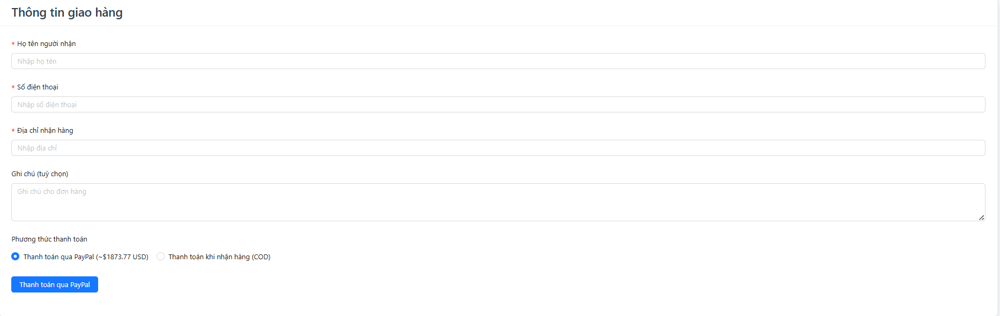 Thông tin giao hàng
* Họ tên người nhận
Nhập họ tên
* Số điện thoại
Nhập số điện thoại
* Địa chỉ nhận hàng
Nhập địa chỉ
Ghi chú (tuỳ chọn)
Ghi chú cho đơn hàng
Phương thức thanh toán
Thanh toán qua PayPal (~$1873.77 USD) Thanh toán khi nhận hàng (COD)
Thanh toán qua PayPal